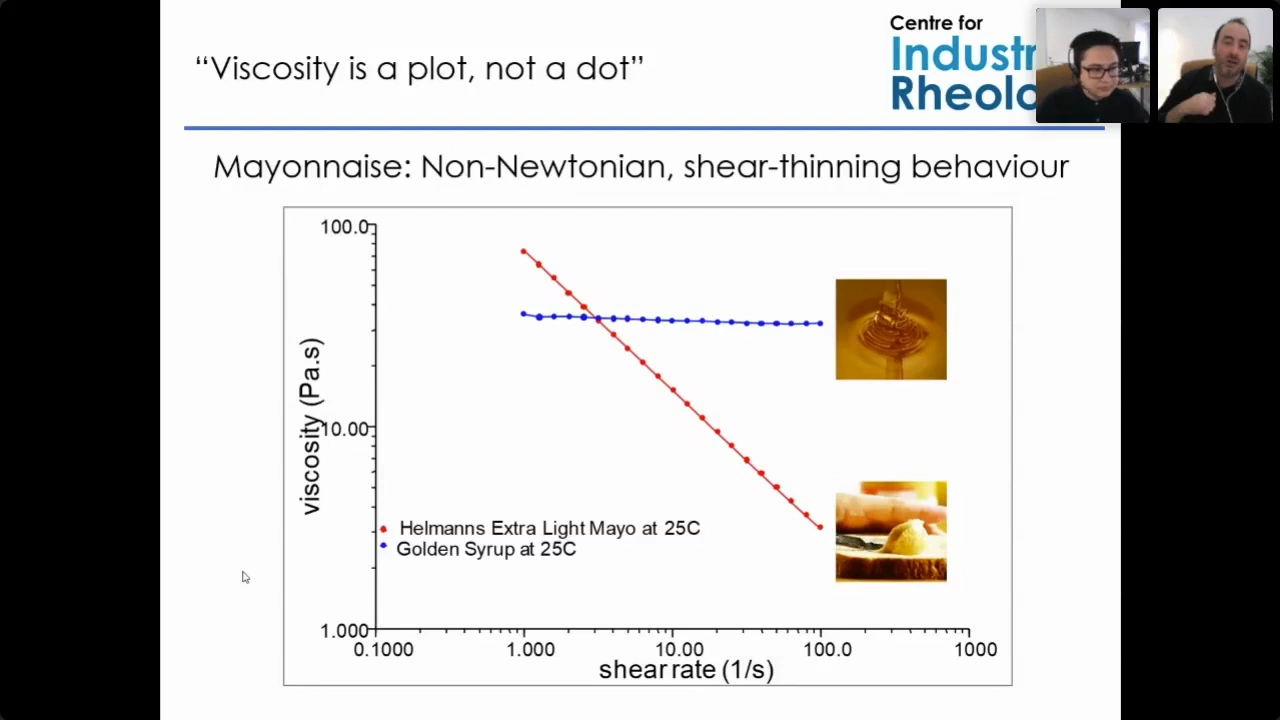 “Viscosity is a plot, not a dot”
Centre for
Industr
Rheolo
Mayonnaise: Non-Newtonian, shear-thinning behaviour
100.0
10.00
1.000
viscosity (Pa.s)
Helmanns Extra Light Mayo at 25C
Golden Syrup at 25C
0.1000 1.000 10.00 100.0 1000
shear rate (1/s)